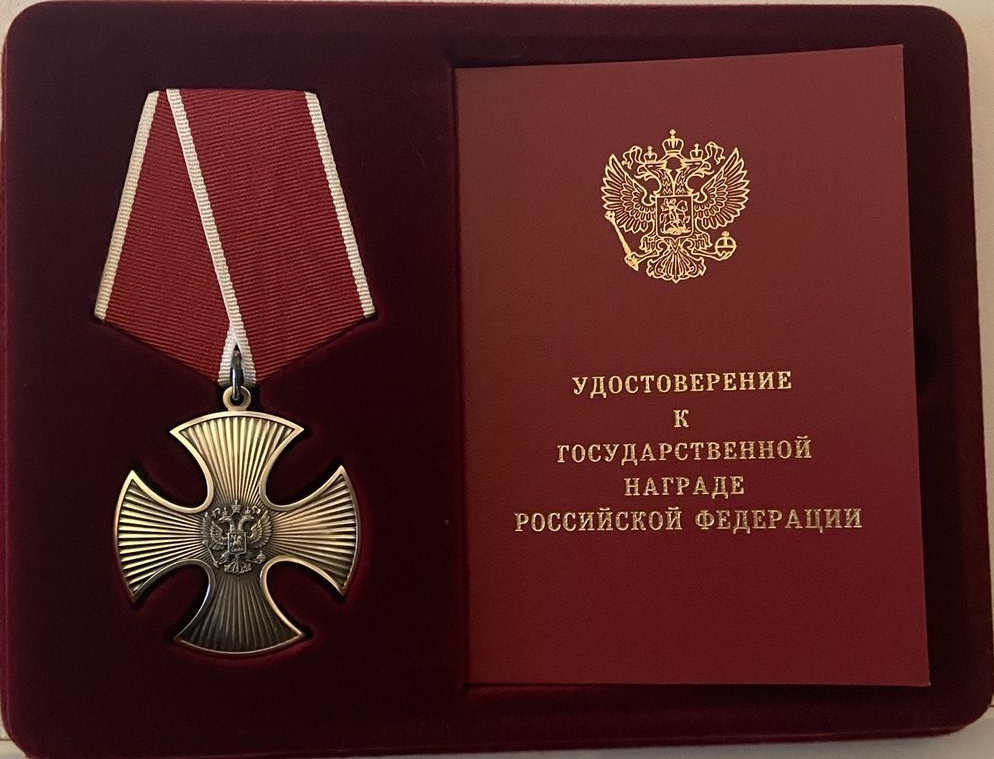 УДОСТОВЕРЕНИЕ
К
ГОСУДАРСТВЕННОЙ
НАГРАДЕ
РОССИЙСКОЙ ФЕДЕРАЦИИ